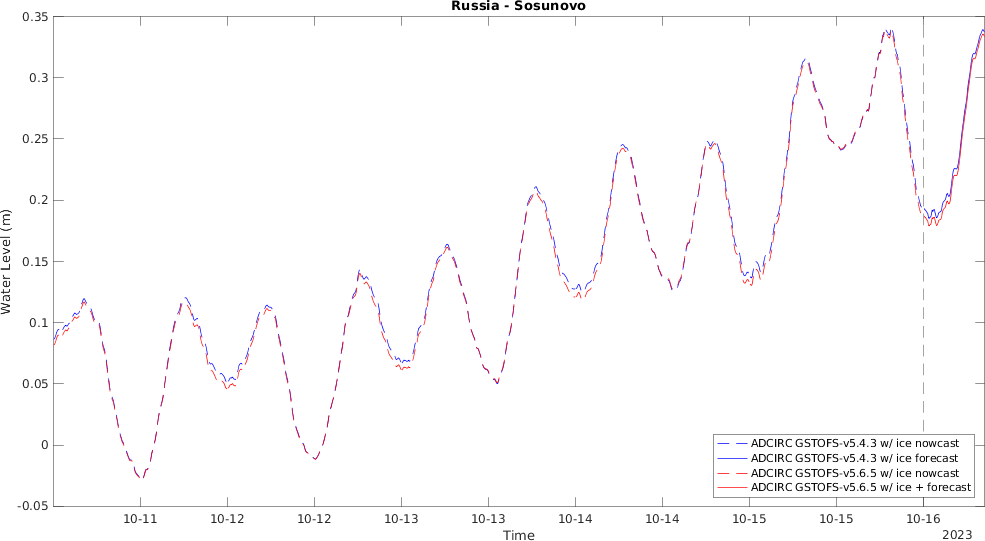 Russia - Sosunovo
0.35
0.3
0.25
0.2
0.15
0.1
0.05
0
-0.05
Water Level (m)
10-11
10-12
10-12
10-13
10-13
10-14
10-14
10-15
10-15
10-16
Time
2023
ADCIRC GSTOFS-v5.4.3 w/ ice nowcast
ADCIRC GSTOFS-v5.4.3 w/ ice forecast
ADCIRC GSTOFS-v5.6.5 w/ ice nowcast
ADCIRC GSTOFS-v5.6.5 w/ ice + forecast